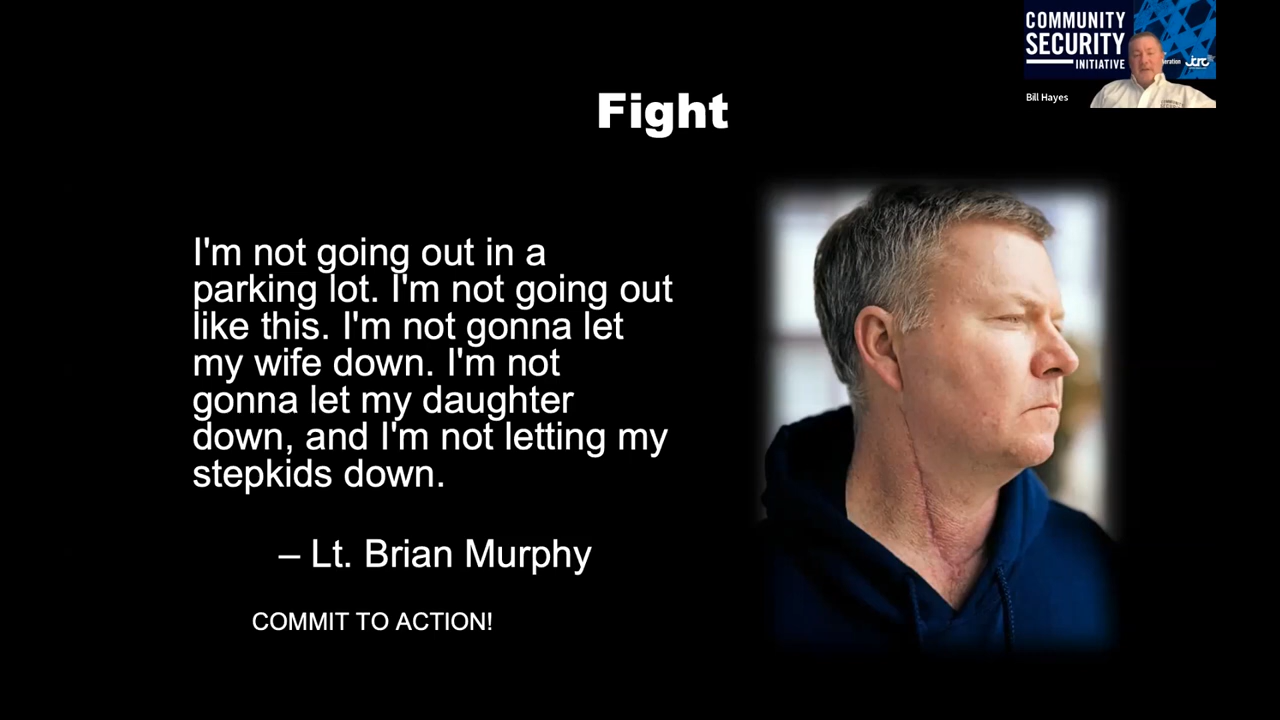 COMMUNITY
SECURITY
INITIATIVE
jcrc
Bill Hayes
Fight
I'm not going out in a
parking lot. I'm not going out
like this. I'm not gonna let
my wife down. I'm not
gonna let my daughter
down, and I'm not letting my
stepkids down.
– Lt. Brian Murphy
COMMIT TO ACTION!